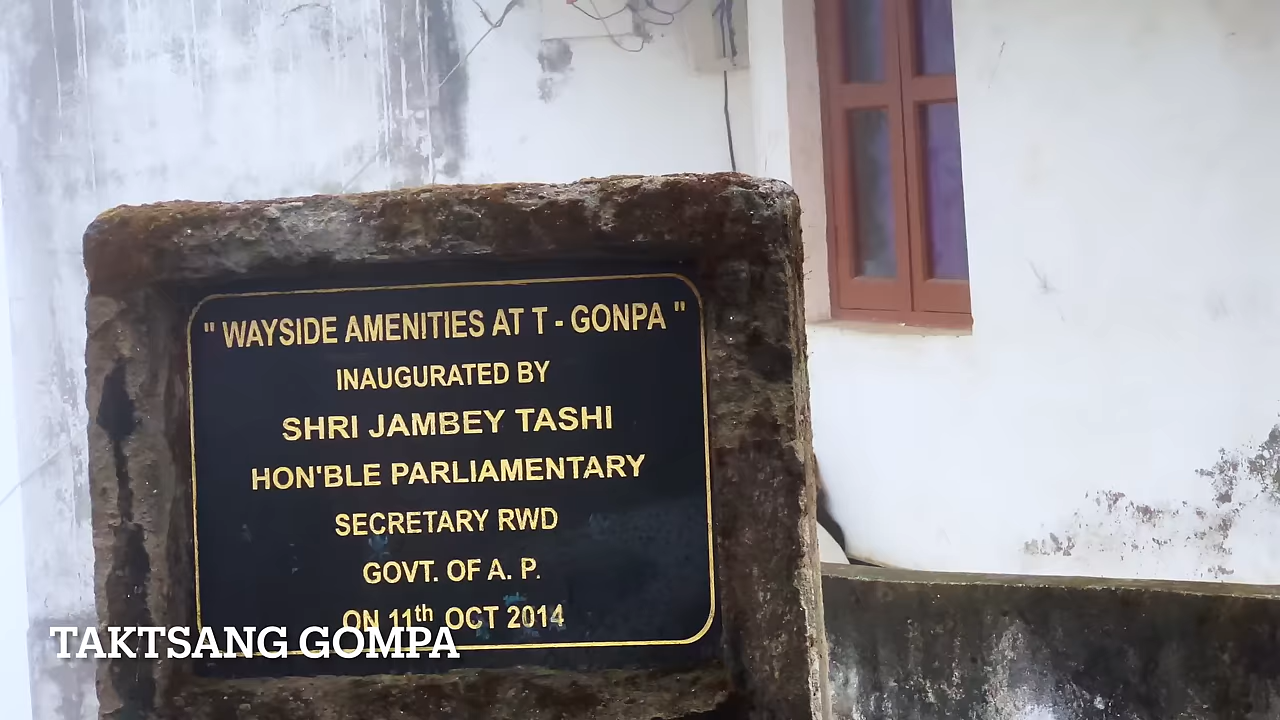 " WAYSIDE AMENITIES AT T - GONPA "
INAUGURATED BY
SHRI JAMBEY TASHI
HON'BLE PARLIAMENTARY
SECRETARY RWD
GOVT. OF A. P.
ON 11th OCT 2014
TAKTSANG GOMPA